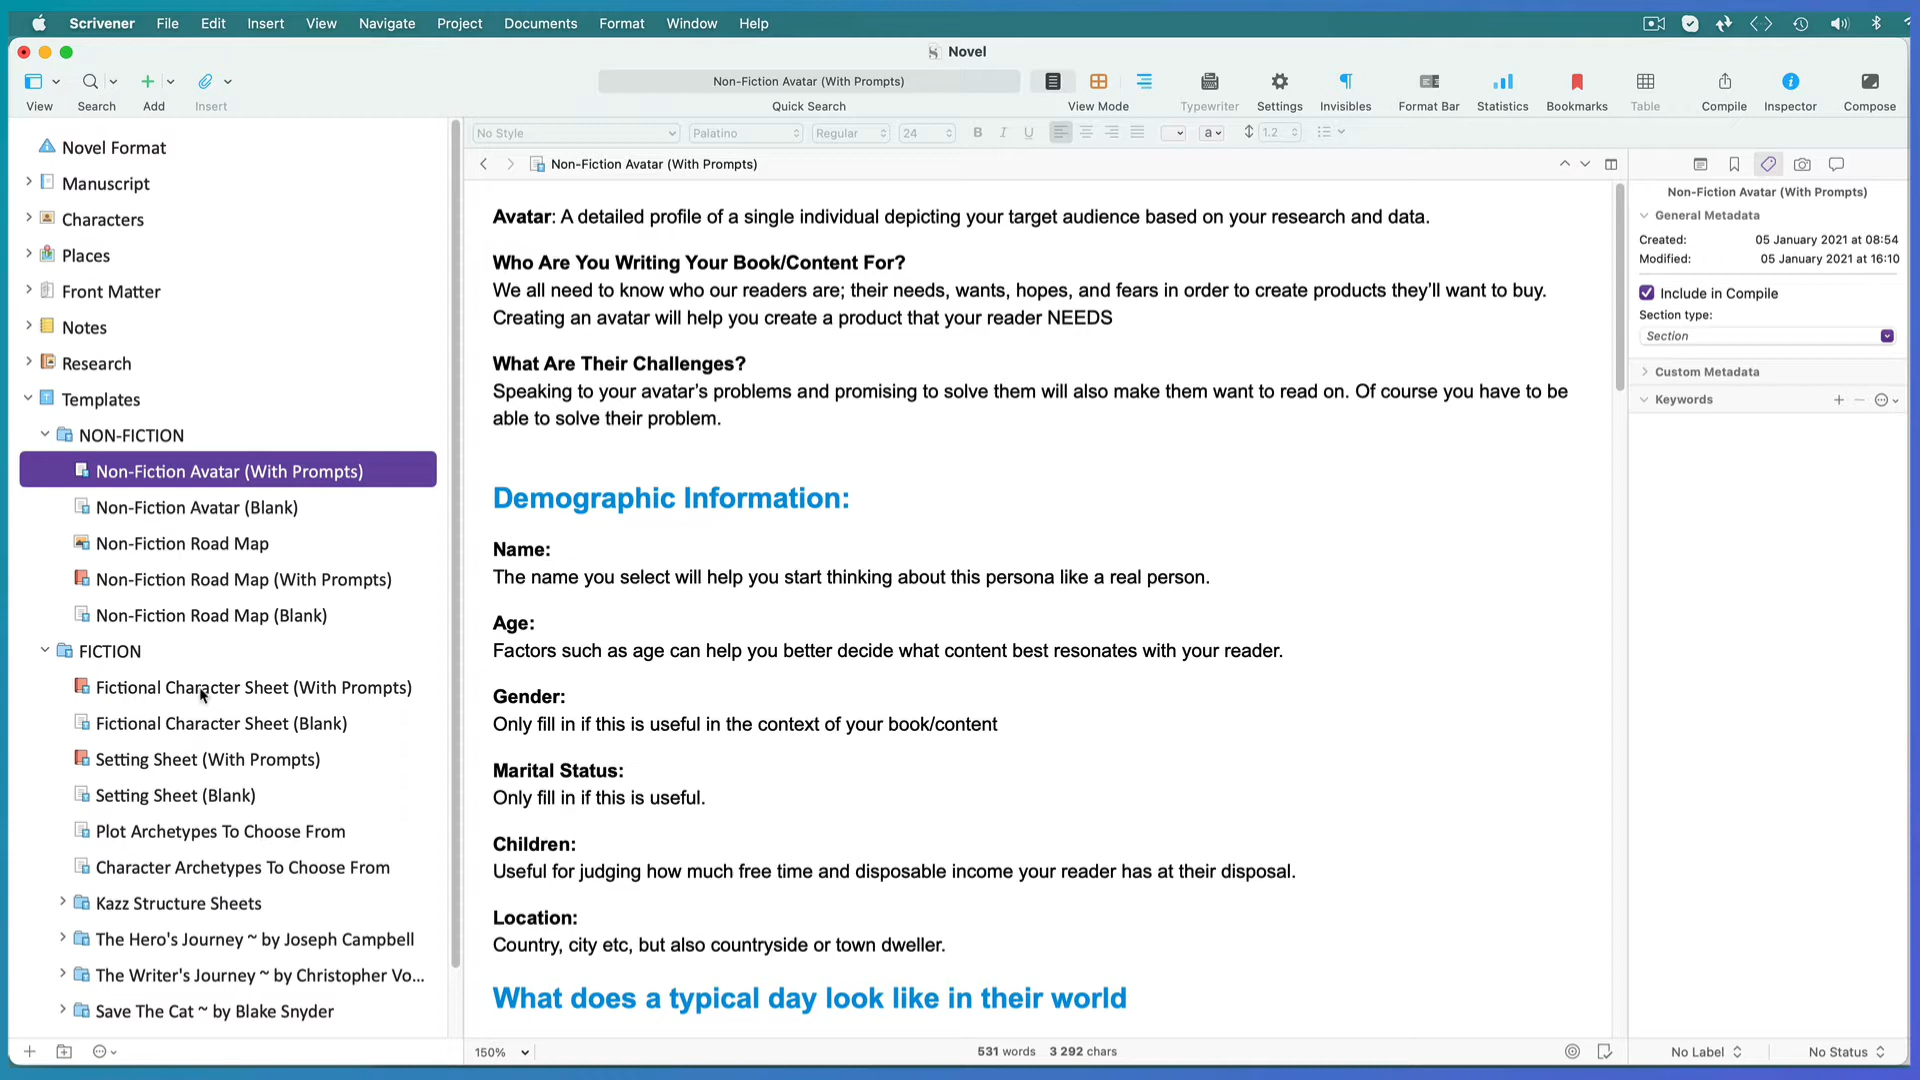 Scrivener File Edit Insert View Navigate Project Documents Format Window Help
Novel
Non-Fiction Avatar (With Prompts)
View Search Add Insert Quick Search View Mode Typewriter Settings Invisibles Format Bar Statistics Bookmarks Table Compile Inspector Compose
No Style Palatino Regular 24 B I U a 1.2
Novel Format
Manuscript
Characters
Places
Front Matter
Notes
Research
Templates
NON-FICTION
Non-Fiction Avatar (With Prompts)
Non-Fiction Avatar (Blank)
Non-Fiction Road Map
Non-Fiction Road Map (With Prompts)
Non-Fiction Road Map (Blank)
FICTION
Fictional Character Sheet (With Prompts)
Fictional Character Sheet (Blank)
Setting Sheet (With Prompts)
Setting Sheet (Blank)
Plot Archetypes To Choose From
Character Archetypes To Choose From
Kazz Structure Sheets
The Hero's Journey ~ by Joseph Campbell
The Writer's Journey ~ by Christopher Vo...
Save The Cat ~ by Blake Snyder
Non-Fiction Avatar (With Prompts)
Avatar: A detailed profile of a single individual depicting your target audience based on your research and data.
Who Are You Writing Your Book/Content For?
We all need to know who our readers are; their needs, wants, hopes, and fears in order to create products they’ll want to buy.
Creating an avatar will help you create a product that your reader NEEDS
What Are Their Challenges?
Speaking to your avatar’s problems and promising to solve them will also make them want to read on. Of course you have to be
able to solve their problem.
Demographic Information:
Name:
The name you select will help you start thinking about this persona like a real person.
Age:
Factors such as age can help you better decide what content best resonates with your reader.
Gender:
Only fill in if this is useful in the context of your book/content
Marital Status:
Only fill in if this is useful.
Children:
Useful for judging how much free time and disposable income your reader has at their disposal.
Location:
Country, city etc, but also countryside or town dweller.
What does a typical day look like in their world
150% 531 words 3 292 chars
Non-Fiction Avatar (With Prompts)
General Metadata
Created: 05 January 2021 at 08:54
Modified: 05 January 2021 at 16:10
Include in Compile
Section type:
Section
Custom Metadata
Keywords
No Label No Status